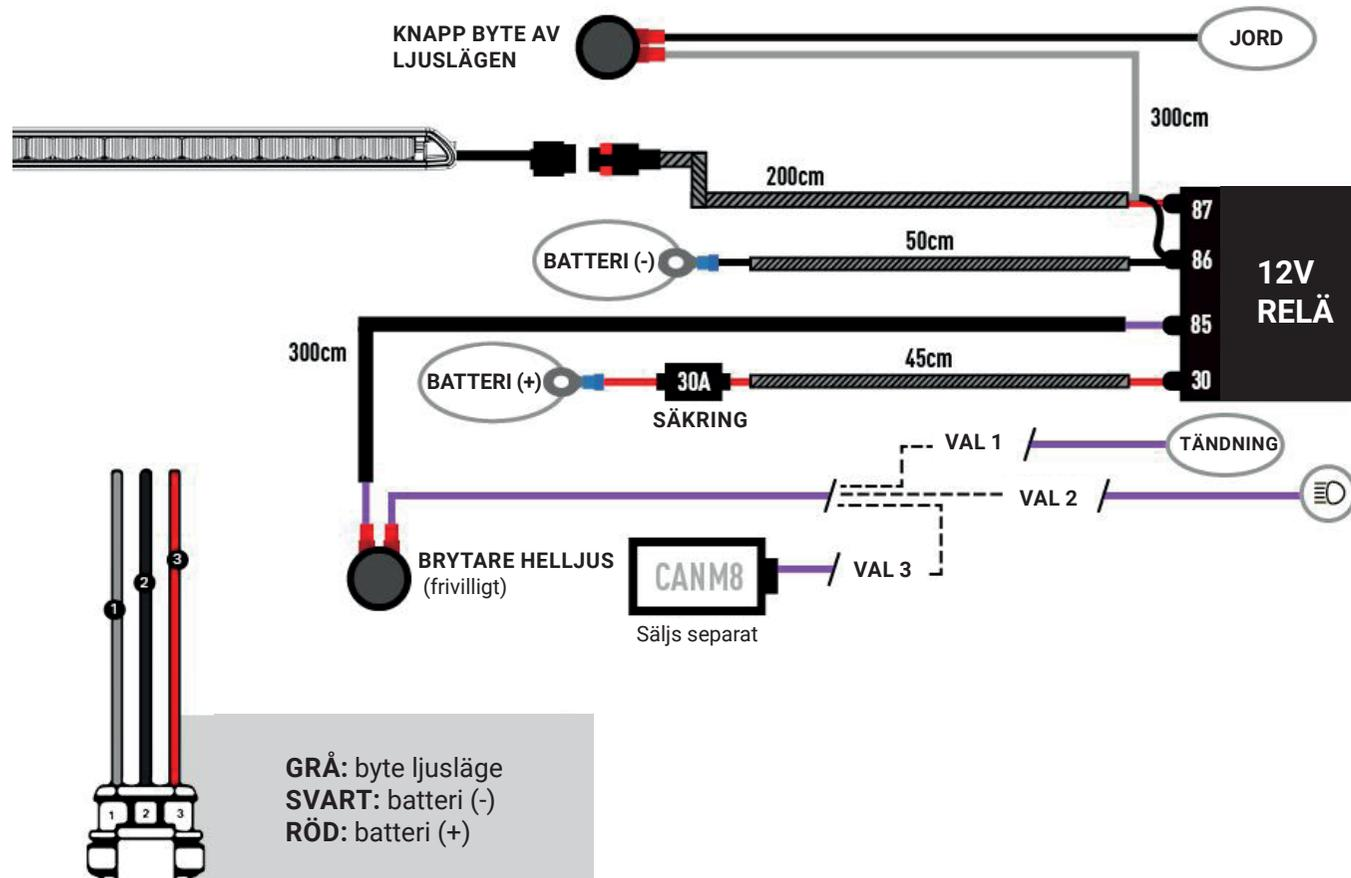 KNAPP BYTE AV
LJUSLÄGEN
JORD
300cm
200cm
87
BATTERI (-)
50cm
86
12V
RELÄ
85
300cm
BATTERI (+)
30A
45cm
30
SÄKRING
VAL 1
TÄNDNING
VAL 2
BRYTARE HELLJUS
(frivilligt)
CANM8
VAL 3
Säljs separat
3
2
1
1 2 3
GRÅ: byte ljusläge
SVART: batteri (-)
RÖD: batteri (+)